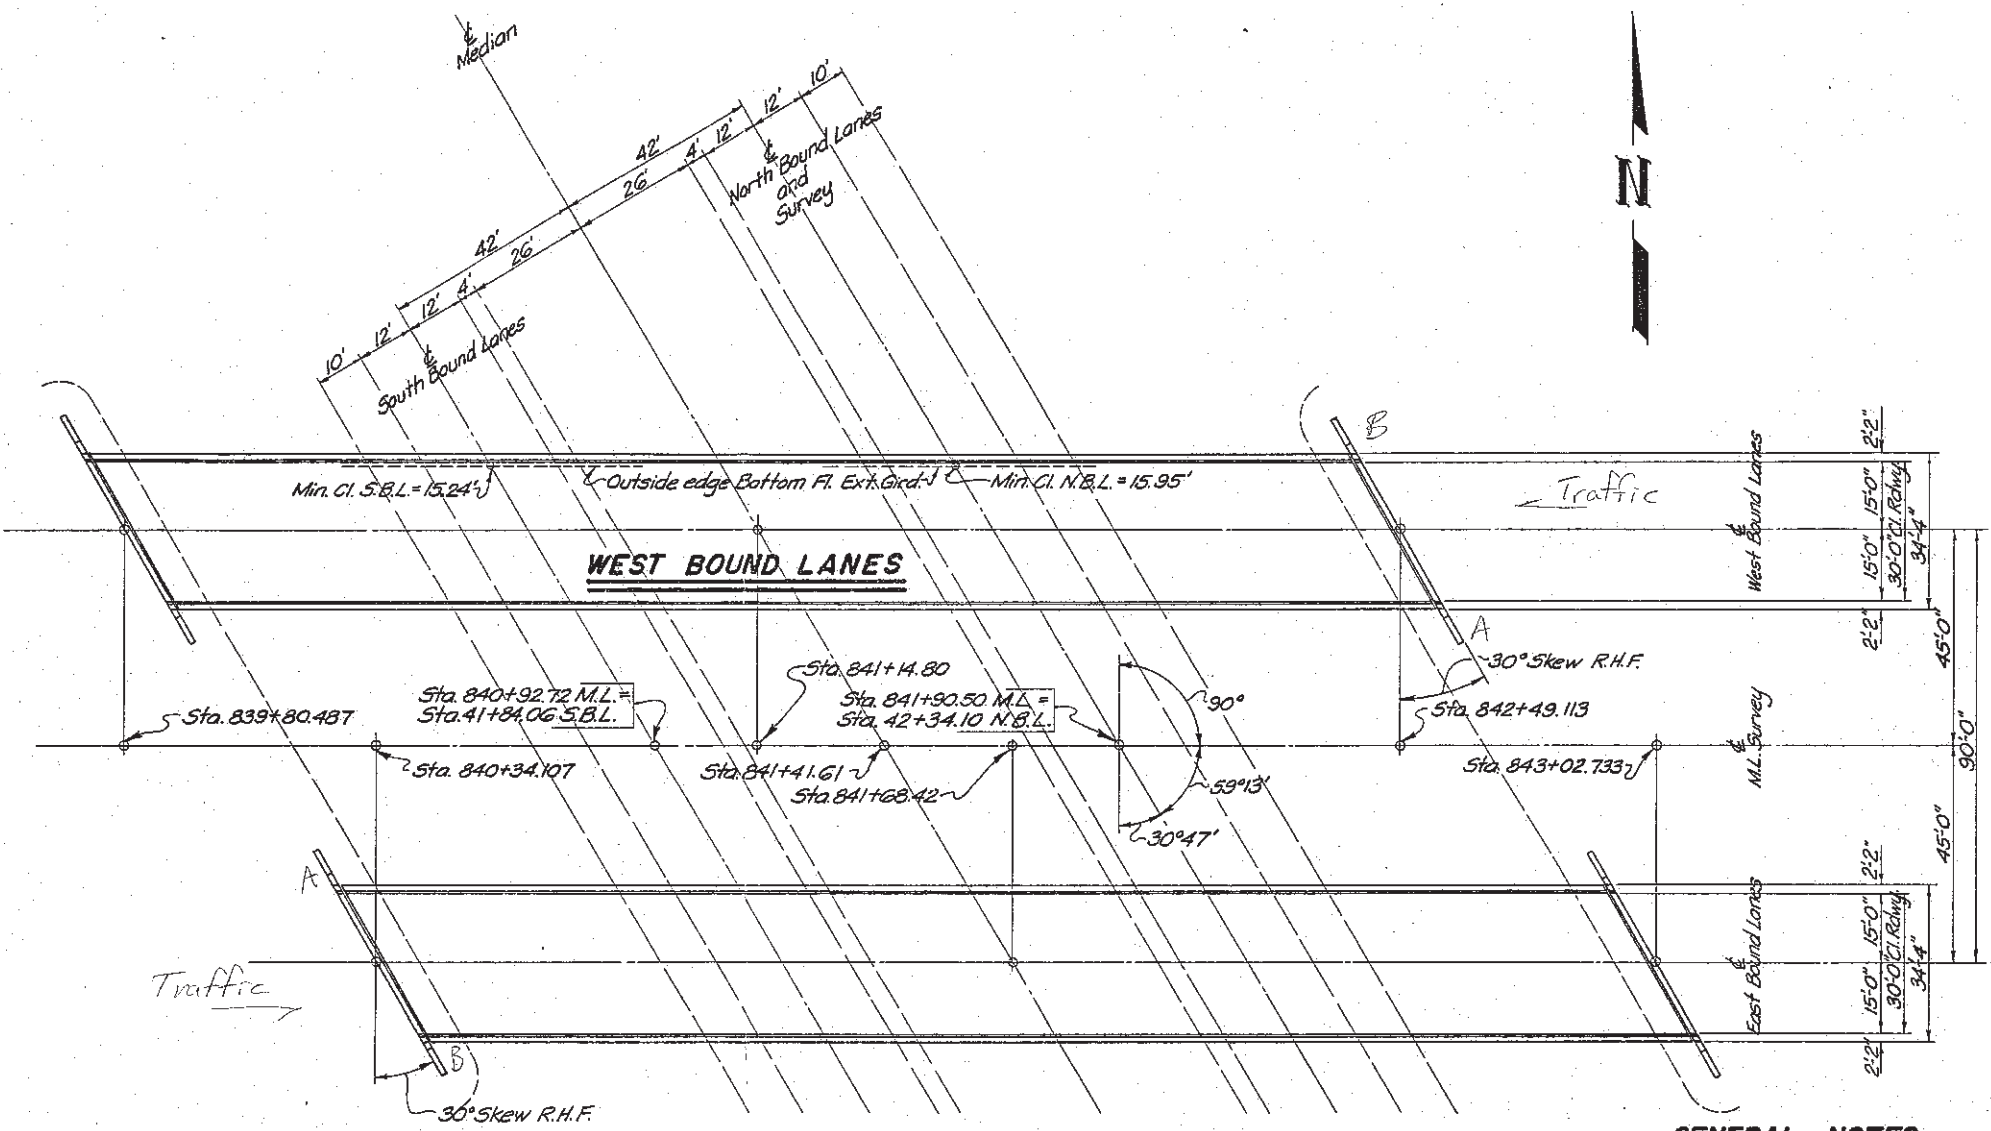 ℄
Median
10'
12'
42'
12'
4'
26'
℄
North Bound Lanes
and
Survey
42'
26'
4'
12'
12'
10'
℄
South Bound Lanes
N
B
Min. Cl. S.B.L. = 15.24'
Outside edge Bottom Fl. Ext. Gird.
Min. Cl. N.B.L. = 15.95'
Traffic
WEST BOUND LANES
℄
West Bound Lanes
2'-2"
15'-0"
15'-0"
30'-0" Cl. Rdwy.
34'-4"
2'-2"
A
30° Skew R.H.F.
Sta. 839+80.487
Sta. 840+92.72 M.L. =
Sta. 41+84.06 S.B.L.
Sta. 841+14.80
Sta. 841+90.50 M.L. =
Sta. 42+34.10 N.B.L.
90°
Sta. 842+49.113
45'-0"
90'-0"
℄
M.L. Survey
Sta. 840+34.107
Sta. 841+41.61
Sta. 841+68.42
59°13'
30°47'
Sta. 843+02.733
45'-0"
A
℄
East Bound Lanes
2'-2"
15'-0"
15'-0"
30'-0" Cl. Rdwy.
34'-4"
2'-2"
Traffic
B
30° Skew R.H.F.
GENERAL NOTES